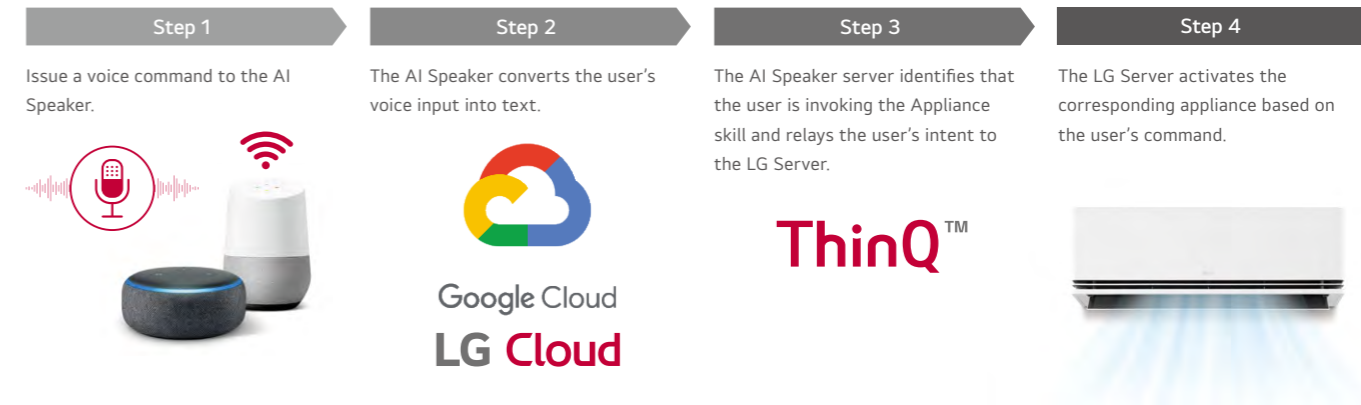 Step 1
Issue a voice command to the AI
Speaker.
Step 2
The AI Speaker converts the user's
voice input into text.
Google Cloud
LG Cloud
Step 3
The AI Speaker server identifies that
the user is invoking the Appliance
skill and relays the user's intent to
the LG Server.
ThinQ™
Step 4
The LG Server activates the
corresponding appliance based on
the user's command.